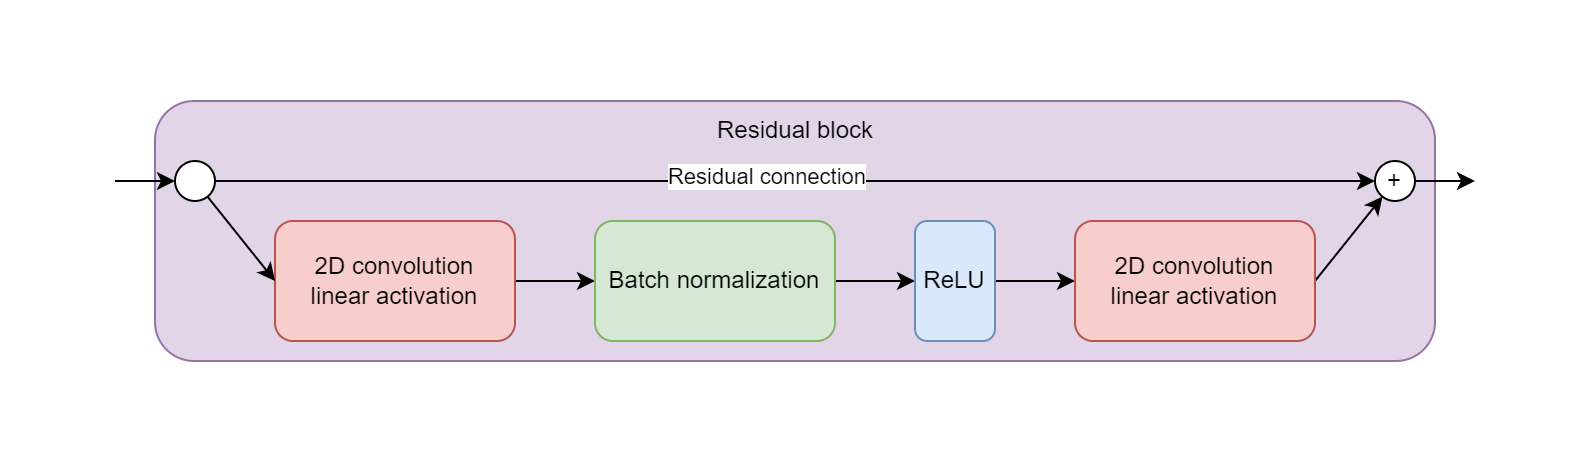 Residual block
Residual connection
+
2D convolution
linear activation
Batch normalization
ReLU
2D convolution
linear activation